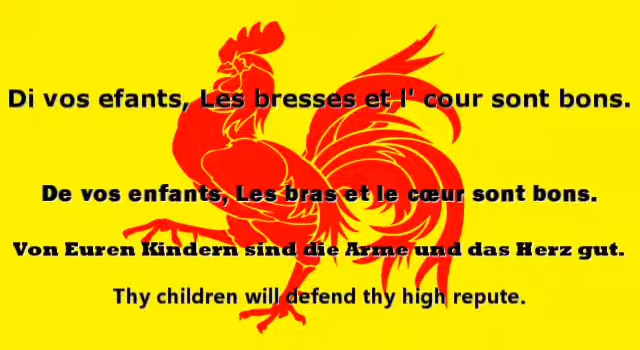 Di vos efants, Les bresses et l' cour sont bons.
De vos enfants, Les bras et le cœur sont bons.
Von Euren Kindern sind die Arme und das Herz gut.
Thy children will defend thy high repute.